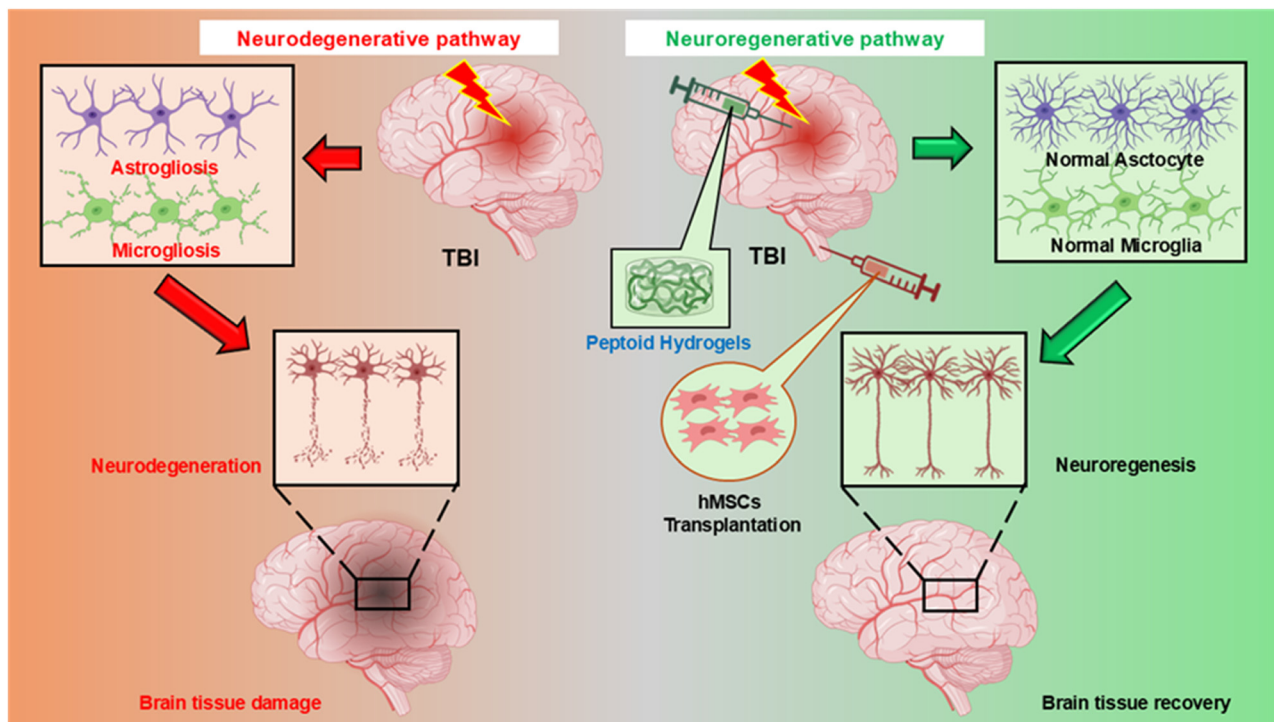 Neurodegenerative pathway
Astrogliosis
Microgliosis
TBI
Neurodegeneration
Brain tissue damage
Neuroregenerative pathway
TBI
Peptoid Hydrogels
hMSCs
Transplantation
Normal Asctocyte
Normal Microglia
Neuroregenesis
Brain tissue recovery